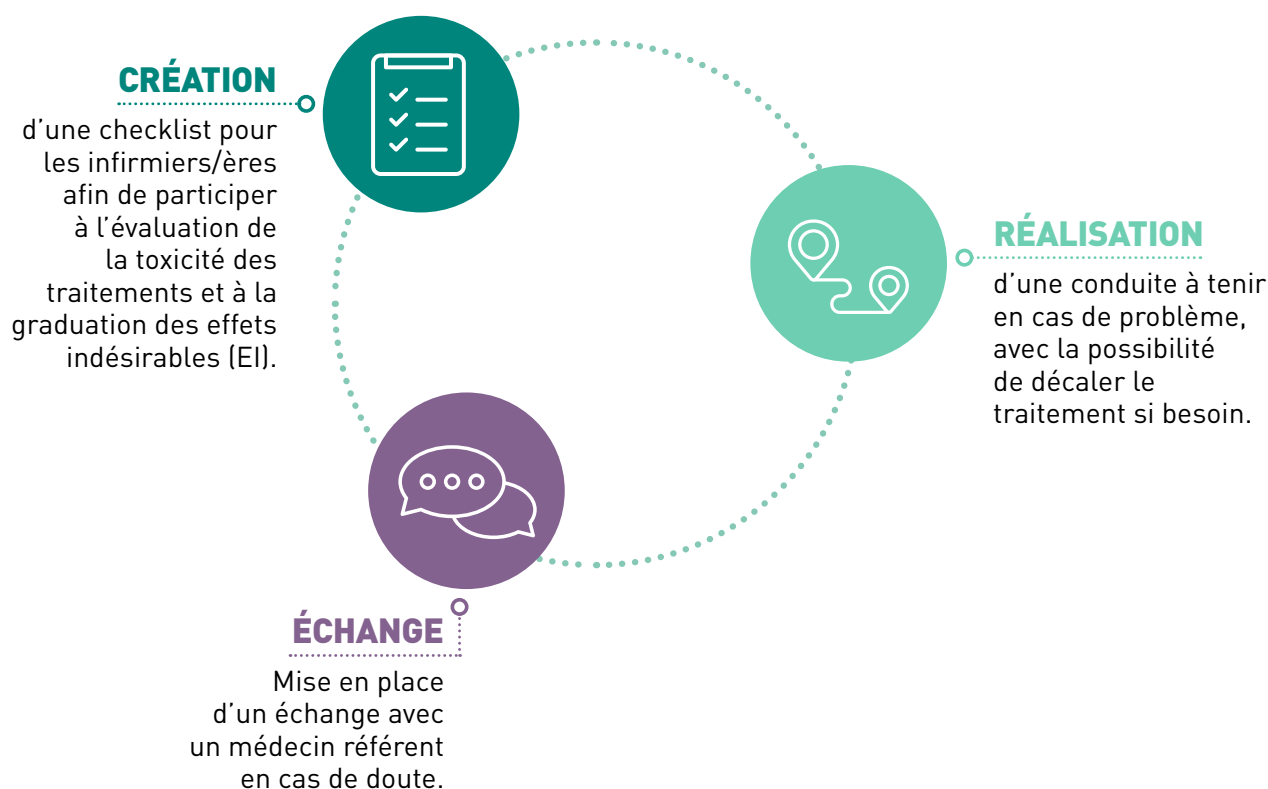 CRÉATION
d’une checklist pour
les infirmiers/ères
afin de participer
à l’évaluation de
la toxicité des
traitements et à la
graduation des effets
indésirables (EI).
RÉALISATION
d’une conduite à tenir
en cas de problème,
avec la possibilité
de décaler le
traitement si besoin.
ÉCHANGE
Mise en place
d’un échange avec
un médecin référent
en cas de doute.